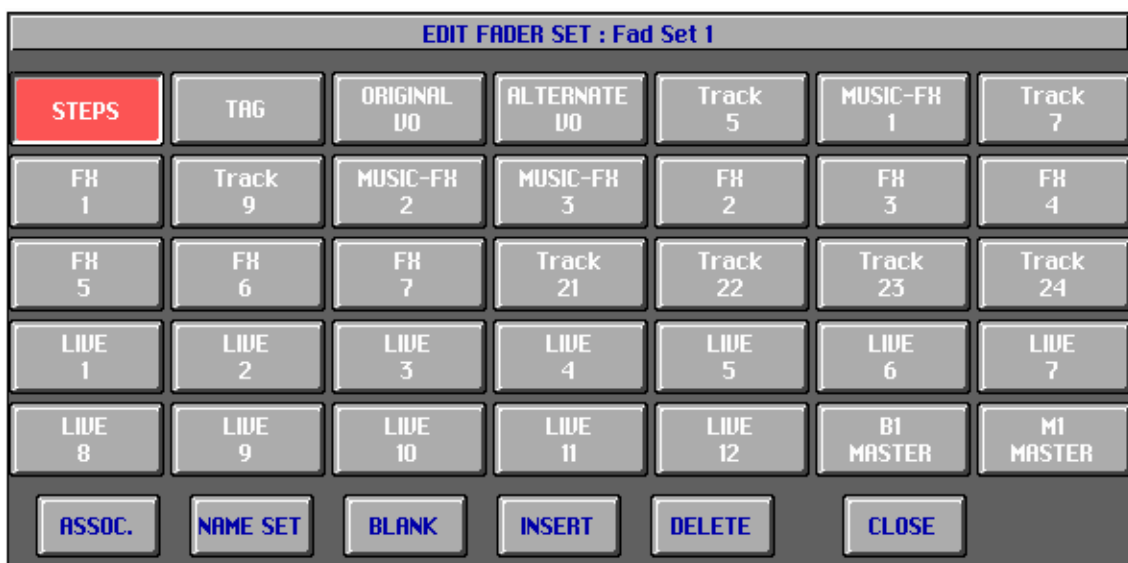 EDIT FADER SET : Fad Set 1
STEPS
TAG
ORIGINAL
VO
ALTERNATE
VO
Track
5
MUSIC-FX
1
Track
7
FX
1
Track
9
MUSIC-FX
2
MUSIC-FX
3
FX
2
FX
3
FX
4
FX
5
FX
6
FX
7
Track
21
Track
22
Track
23
Track
24
LIVE
1
LIVE
2
LIVE
3
LIVE
4
LIVE
5
LIVE
6
LIVE
7
LIVE
8
LIVE
9
LIVE
10
LIVE
11
LIVE
12
B1
MASTER
M1
MASTER
ASSOC.
NAME SET
BLANK
INSERT
DELETE
CLOSE